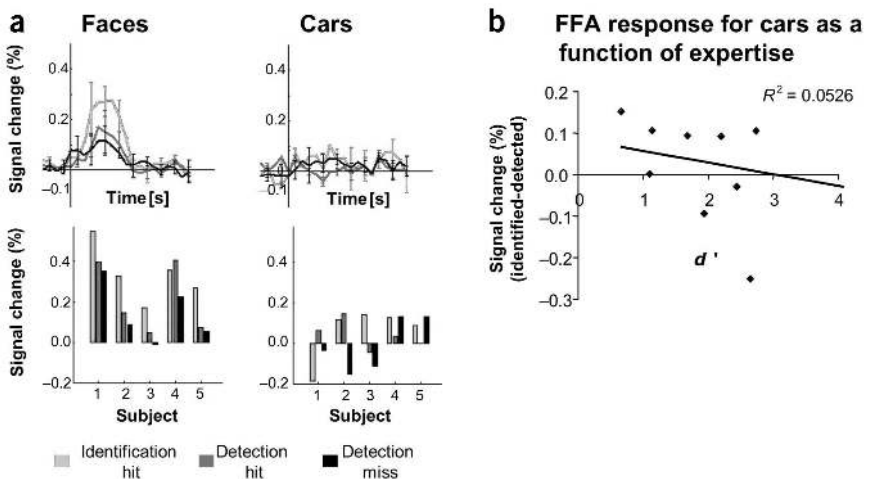 a
Faces
Cars
Signal change (%)
0.4
0.2
0
–0.1
Time [s]
0.4
0.2
0
–0.1
Time [s]
Signal change (%)
0.4
0.2
0.0
–0.2
1 2 3 4 5
Subject
0.4
0.2
0.0
–0.2
1 2 3 4 5
Subject
Identification
hit
Detection
hit
Detection
miss
b
FFA response for cars as a
function of expertise
R² = 0.0526
Signal change (%)
(identified-detected)
0.2
0.1
0.0
–0.1
–0.2
–0.3
0 1 2 3 4
d '